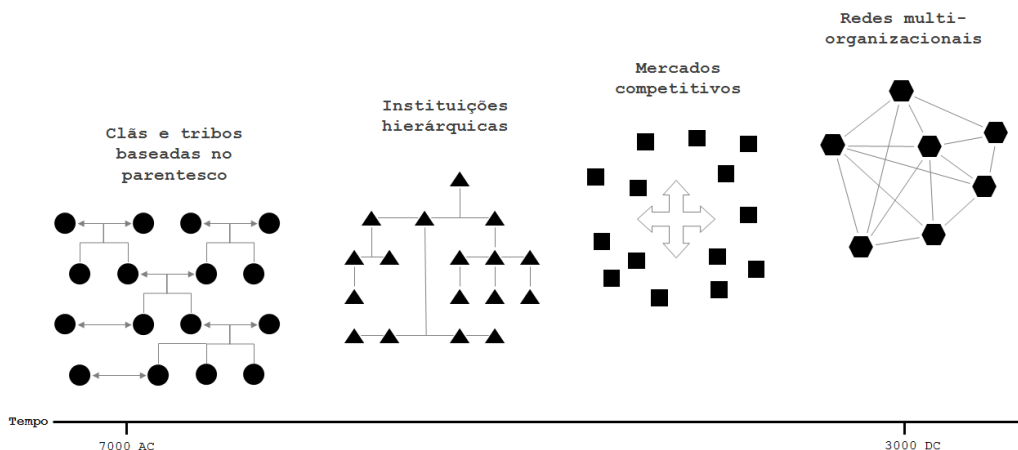 Clãs e tribos
baseadas no
parentesco
Instituições
hierárquicas
Mercados
competitivos
Redes multi-
organizacionais
Tempo
7000 AC
3000 DC